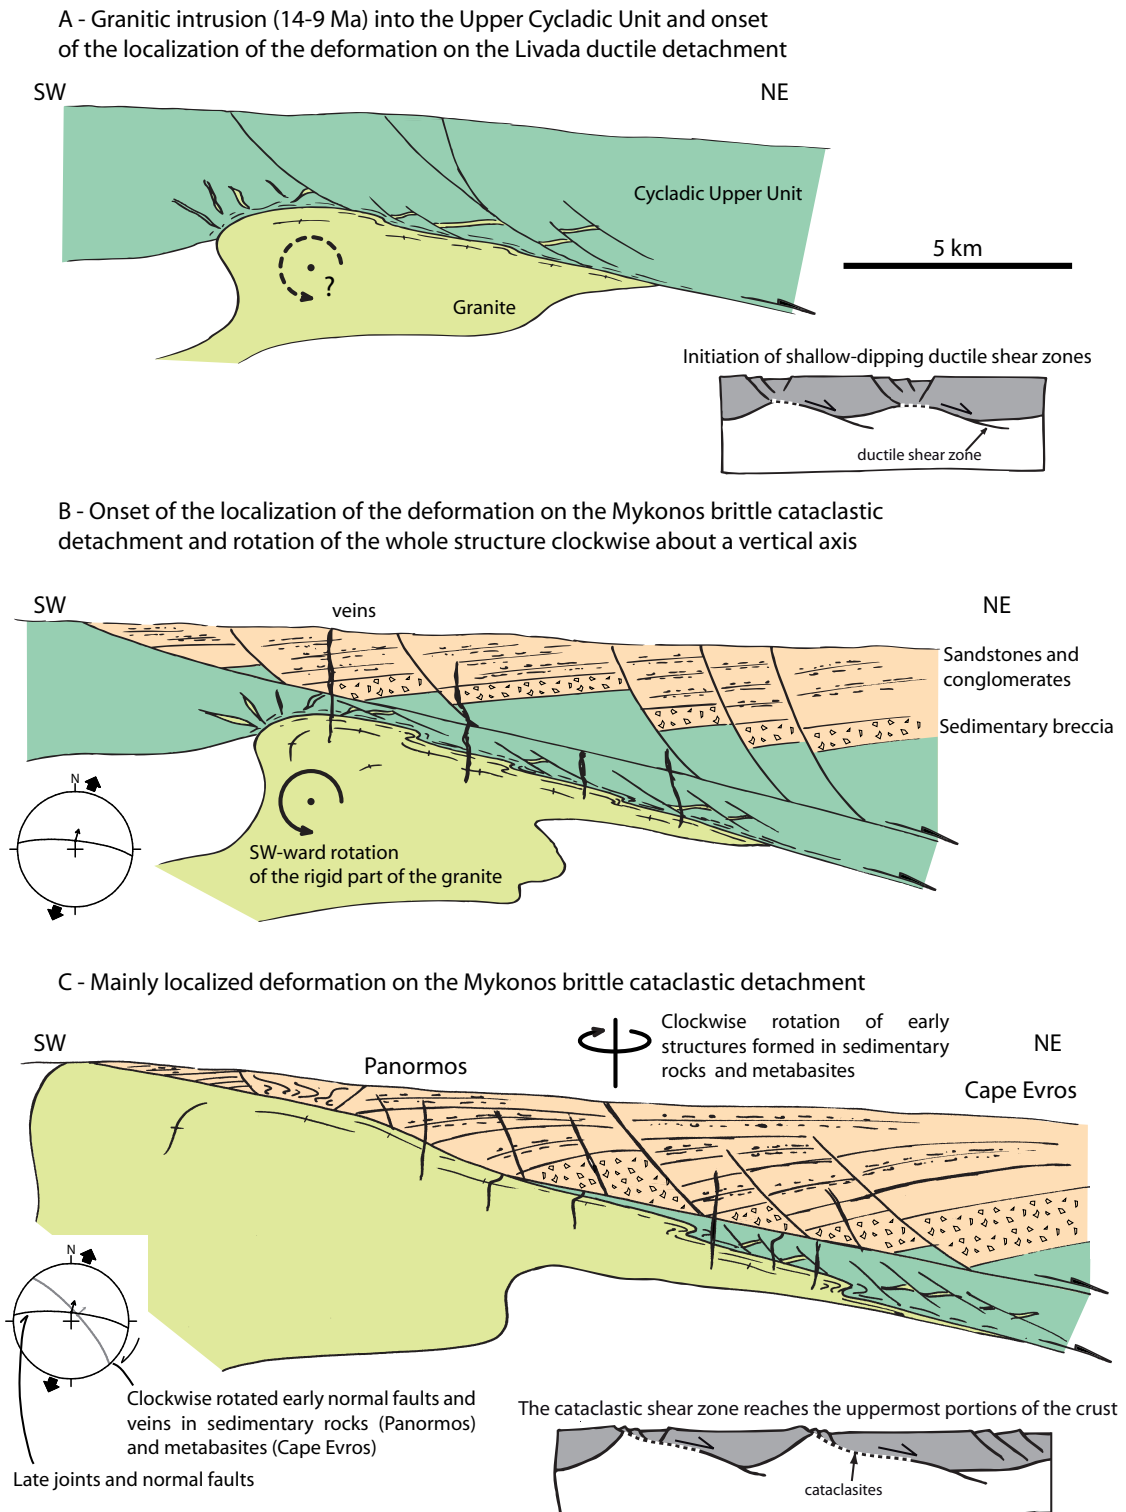 A - Granitic intrusion (14-9 Ma) into the Upper Cycladic Unit and onset
of the localization of the deformation on the Livada ductile detachment
SW
NE
Cycladic Upper Unit
5 km
?
Granite
Initiation of shallow-dipping ductile shear zones
ductile shear zone
B - Onset of the localization of the deformation on the Mykonos brittle cataclastic
detachment and rotation of the whole structure clockwise about a vertical axis
SW
veins
NE
Sandstones and
conglomerates
Sedimentary breccia
N
SW-ward rotation
of the rigid part of the granite
C - Mainly localized deformation on the Mykonos brittle cataclastic detachment
SW
Panormos
Clockwise rotation of early
structures formed in sedimentary
rocks and metabasites
NE
Cape Evros
N
Clockwise rotated early normal faults and
veins in sedimentary rocks (Panormos)
and metabasites (Cape Evros)
Late joints and normal faults
The cataclastic shear zone reaches the uppermost portions of the crust
cataclasites